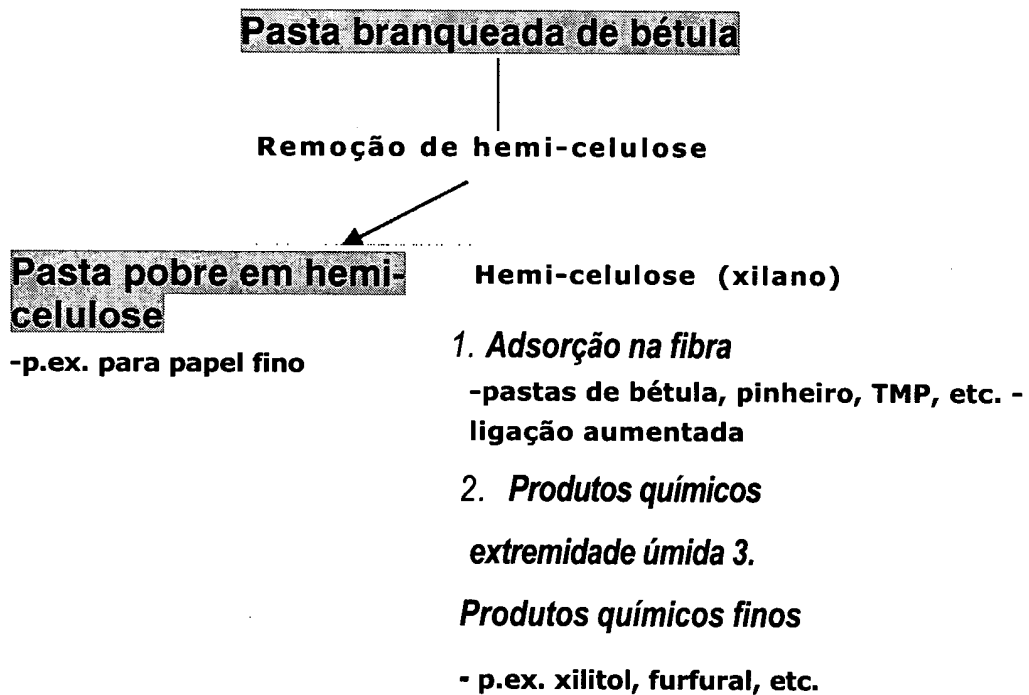 Pasta branqueada de bétula
Remoção de hemi-celulose
Pasta pobre em hemi-
celulose
-p.ex. para papel fino
Hemi-celulose (xilano)
1. Adsorção na fibra
-pastas de bétula, pinheiro, TMP, etc. -
ligação aumentada
2. Produtos químicos
extremidade úmida 3.
Produtos químicos finos
- p.ex. xilitol, furfural, etc.